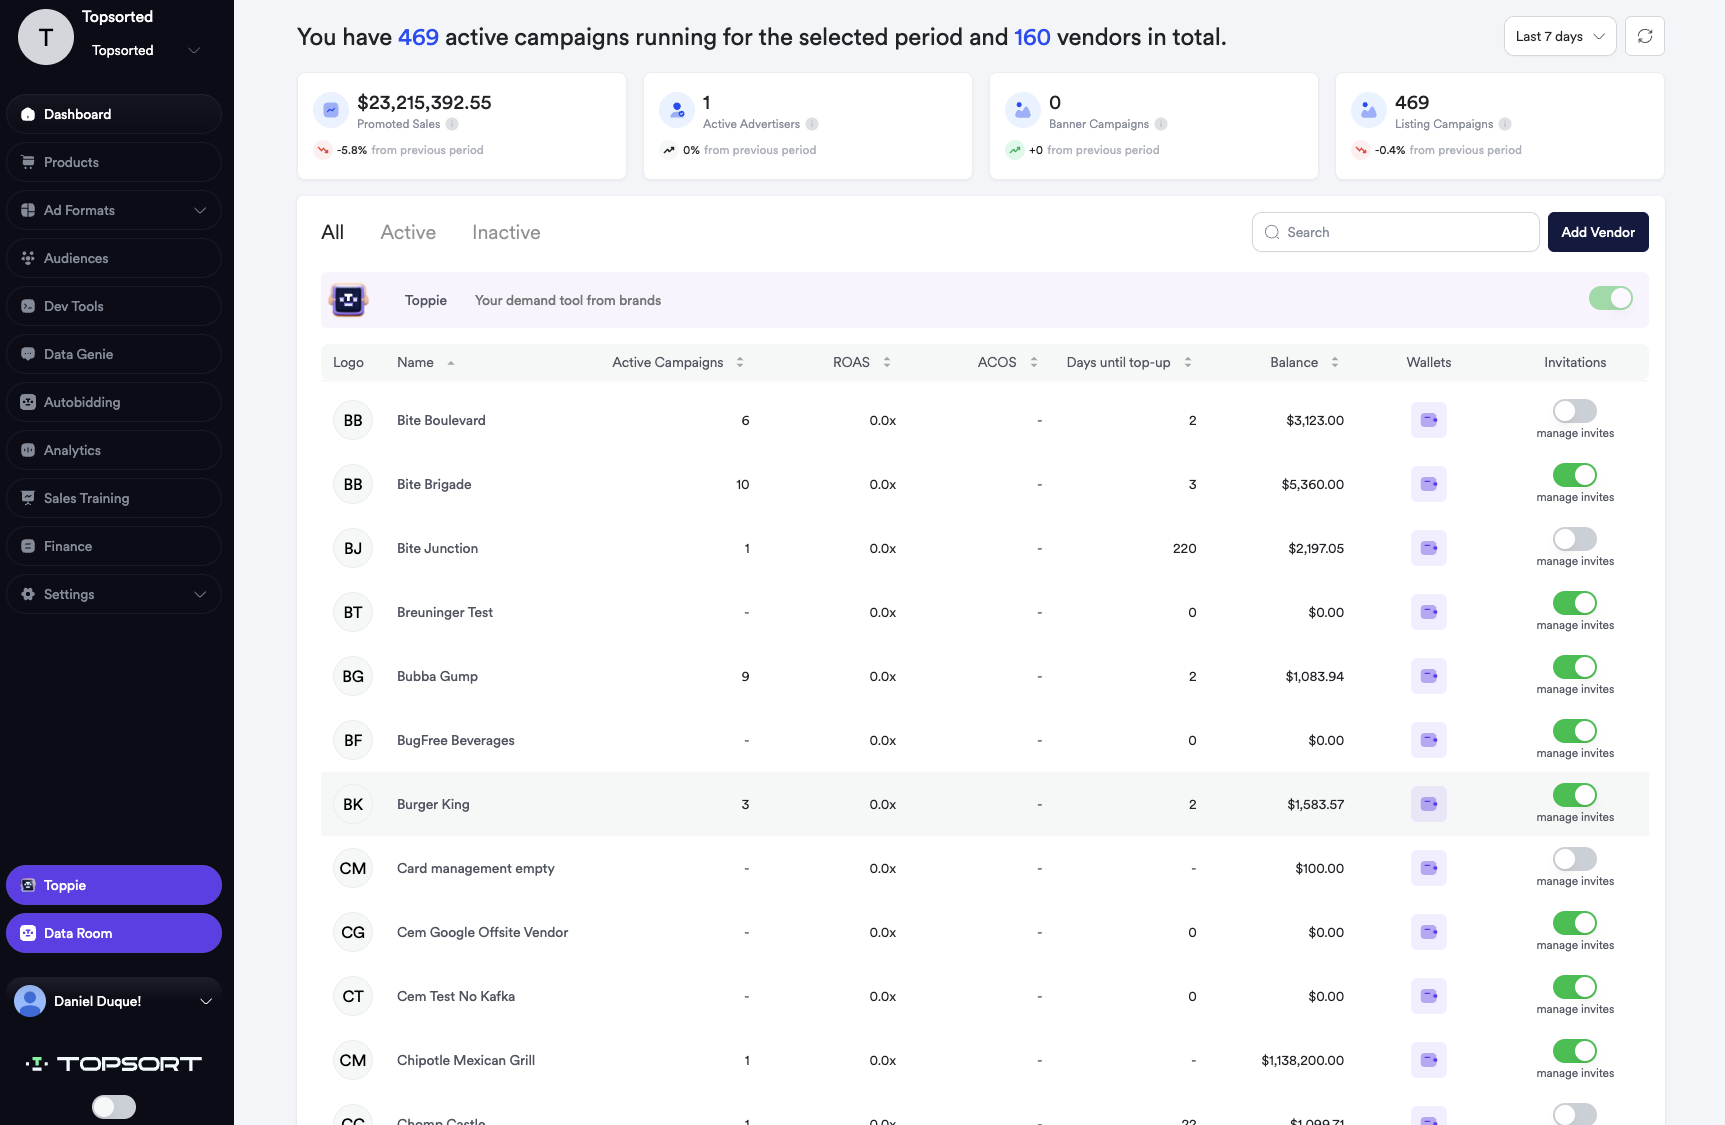 T
Topsorted
Topsorted
Dashboard
Products
Ad Formats
Audiences
Dev Tools
Data Genie
Autobidding
Analytics
Sales Training
Finance
Settings
Toppie
Data Room
Daniel Duque!
TOPSORT
You have 469 active campaigns running for the selected period and 160 vendors in total.
Last 7 days
$23,215,392.55
Promoted Sales
-5.8% from previous period
1
Active Advertisers
0% from previous period
0
Banner Campaigns
+0 from previous period
469
Listing Campaigns
-0.4% from previous period
All Active Inactive
Search
Add Vendor
Toppie Your demand tool from brands
Logo Name Active Campaigns ROAS ACOS Days until top-up Balance Wallets Invitations
BB Bite Boulevard 6 0.0x - 2 $3,123.00
manage invites
BB Bite Brigade 10 0.0x - 3 $5,360.00
manage invites
BJ Bite Junction 1 0.0x - 220 $2,197.05
manage invites
BT Breuninger Test - 0.0x - 0 $0.00
manage invites
BG Bubba Gump 9 0.0x - 2 $1,083.94
manage invites
BF BugFree Beverages - 0.0x - 0 $0.00
manage invites
BK Burger King 3 0.0x - 2 $1,583.57
manage invites
CM Card management empty - 0.0x - - $100.00
manage invites
CG Cem Google Offsite Vendor - 0.0x - 0 $0.00
manage invites
CT Cem Test No Kafka - 0.0x - 0 $0.00
manage invites
CM Chipotle Mexican Grill 1 0.0x - - $1,138,200.00
manage invites
CC Chomp Castle 1 0.0x - 22 $1,099.71